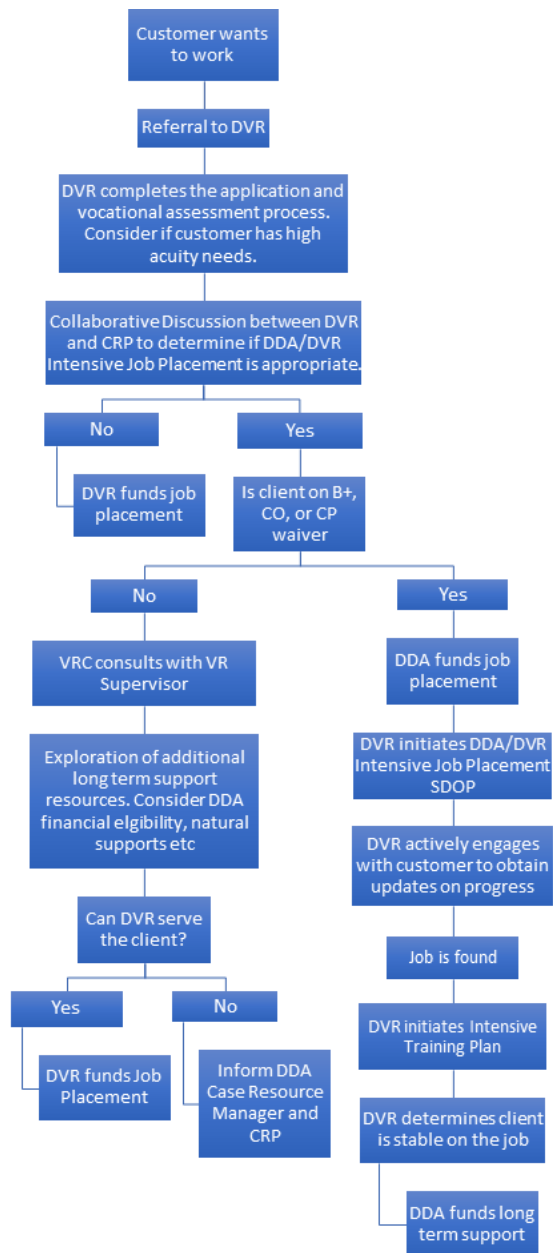 Customer wants
to work
Referral to DVR
DVR completes the application and
vocational assessment process.
Consider if customer has high
acuity needs.
Collaborative Discussion between DVR
and CRP to determine if DDA/DVR
Intensive Job Placement is appropriate.
No
Yes
DVR funds job
placement
Is client on B+,
CO, or CP
waiver
No
Yes
VRC consults with VR
Supervisor
DDA funds job
placement
Exploration of additional
long term support
resources. Consider DDA
financial elgibility, natural
supports etc
DVR initiates DDA/DVR
Intensive Job Placement
SDOP
DVR actively engages
with customer to obtain
updates on progress
Can DVR serve
the client?
Job is found
Yes
No
DVR funds Job
Placement
Inform DDA
Case Resource
Manager and
CRP
DVR initiates Intensive
Training Plan
DVR determines client
is stable on the job
DDA funds long
term support